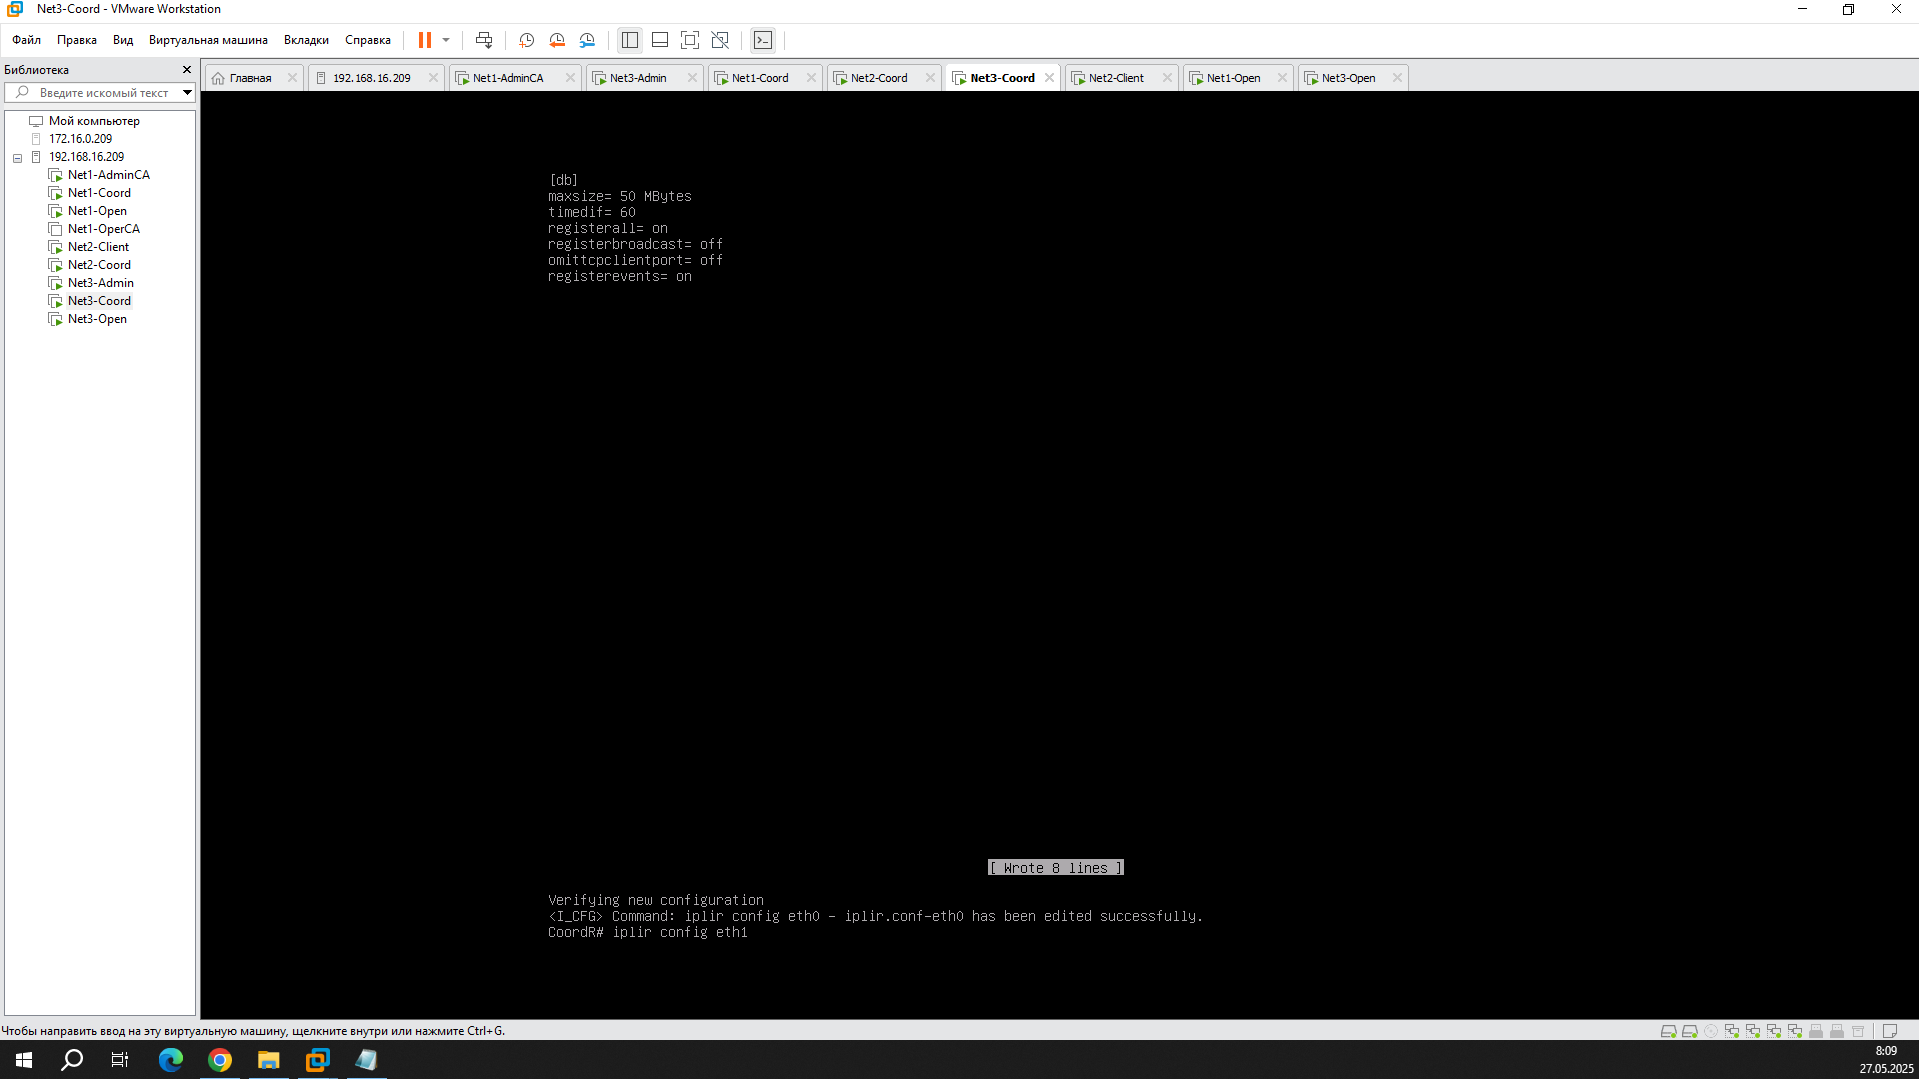 Net3-Coord - VMware Workstation
Файл Правка Вид Виртуальная машина Вкладки Справка
Библиотека
Введите искомый текст
Мой компьютер
172.16.0.209
192.168.16.209
Net1-AdminCA
Net1-Coord
Net1-Open
Net1-OperCA
Net2-Client
Net2-Coord
Net3-Admin
Net3-Coord
Net3-Open
Главная 192.168.16.209 Net1-AdminCA Net3-Admin Net1-Coord Net2-Coord Net3-Coord Net2-Client Net1-Open Net3-Open
[db]
maxsize= 50 MBytes
timedif= 60
registerall= on
registerbroadcast= off
omittcpclientport= off
registerevents= on
[ Wrote 8 lines ]
Verifying new configuration
<I_CFG> Command: iplir config eth0 - iplir.conf-eth0 has been edited successfully.
CoordR# iplir config eth1
Чтобы направить ввод на эту виртуальную машину, щелкните внутри или нажмите Ctrl+G.
8:09
27.05.2025